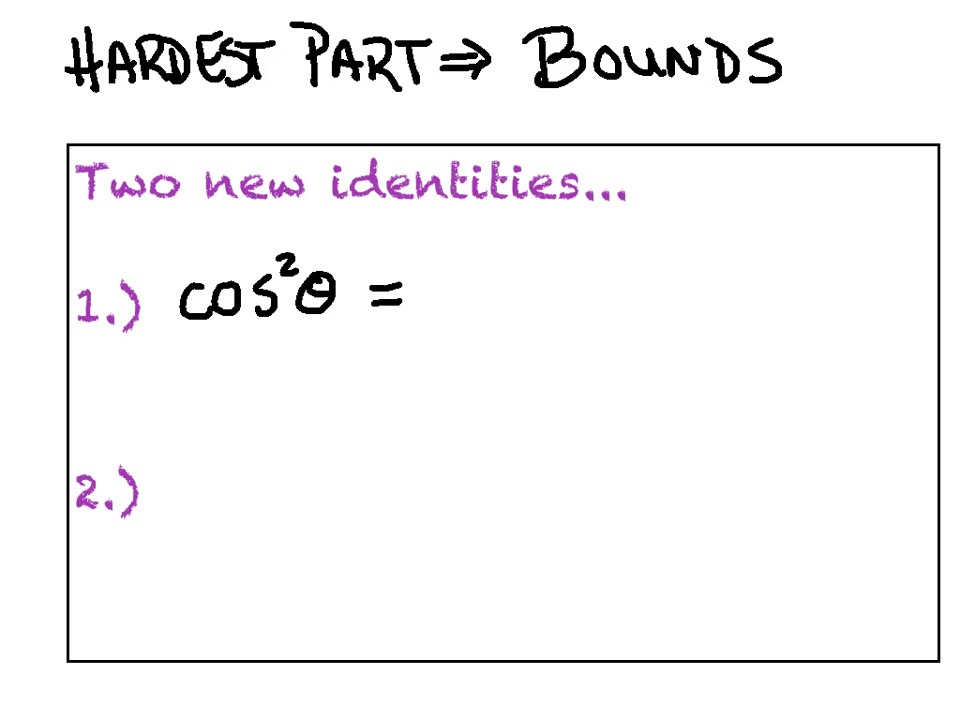 HARDEST PART ⇒ BOUNDS
Two new identities...
1.) cos²θ =
2.)